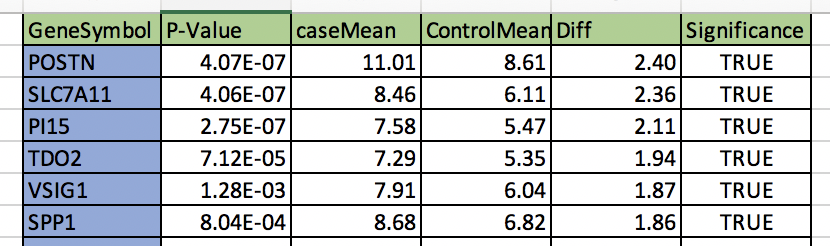 GeneSymbol P-Value caseMean ControlMean Diff Significance
POSTN 4.07E-07 11.01 8.61 2.40 TRUE
SLC7A11 4.06E-07 8.46 6.11 2.36 TRUE
PI15 2.75E-07 7.58 5.47 2.11 TRUE
TDO2 7.12E-05 7.29 5.35 1.94 TRUE
VSIG1 1.28E-03 7.91 6.04 1.87 TRUE
SPP1 8.04E-04 8.68 6.82 1.86 TRUE